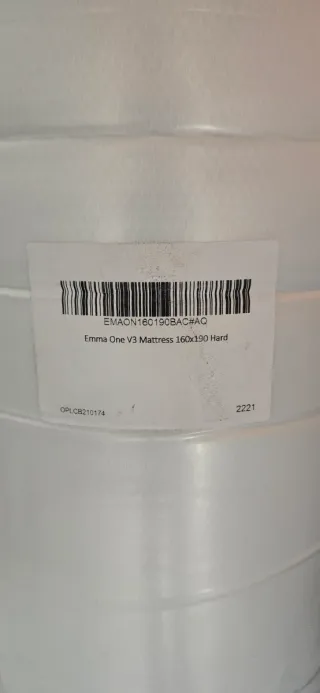 EMAON160190BAC#AQ
Emma One V3 Mattress 160x190 Hard
OPLCB210174
2221